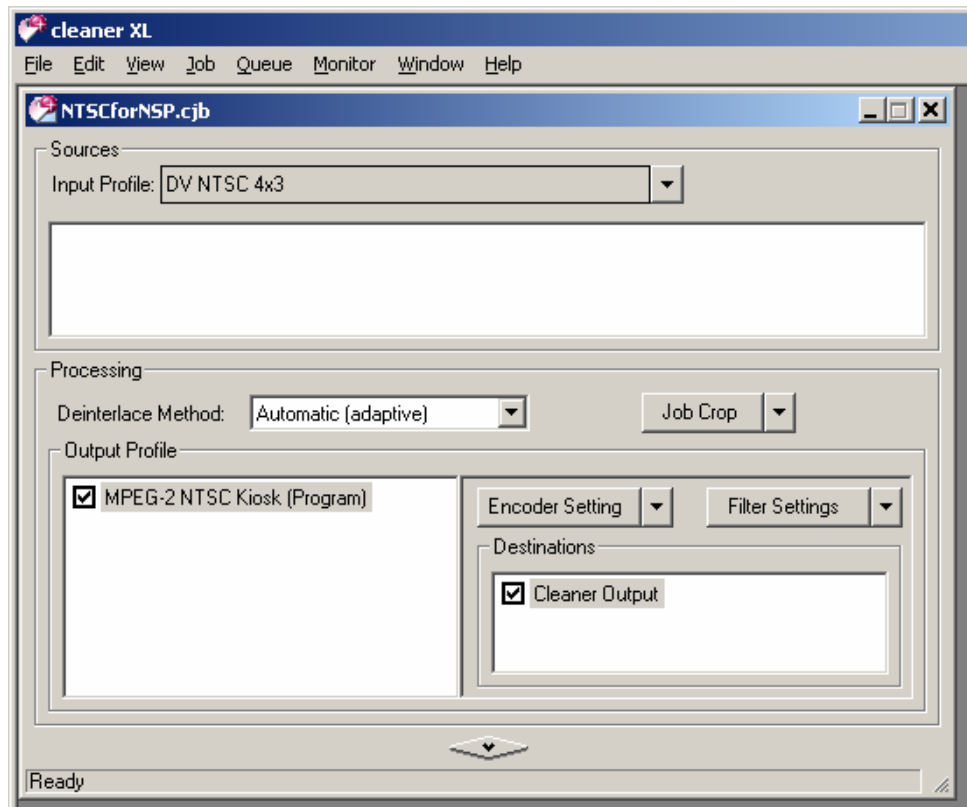 cleaner XL
File Edit View Job Queue Monitor Window Help
NTSCforNSP.cjb
Sources
Input Profile: DV NTSC 4x3
Processing
Deinterlace Method: Automatic (adaptive) Job Crop
Output Profile
MPEG-2 NTSC Kiosk (Program)
Encoder Setting Filter Settings
Destinations
Cleaner Output
Ready